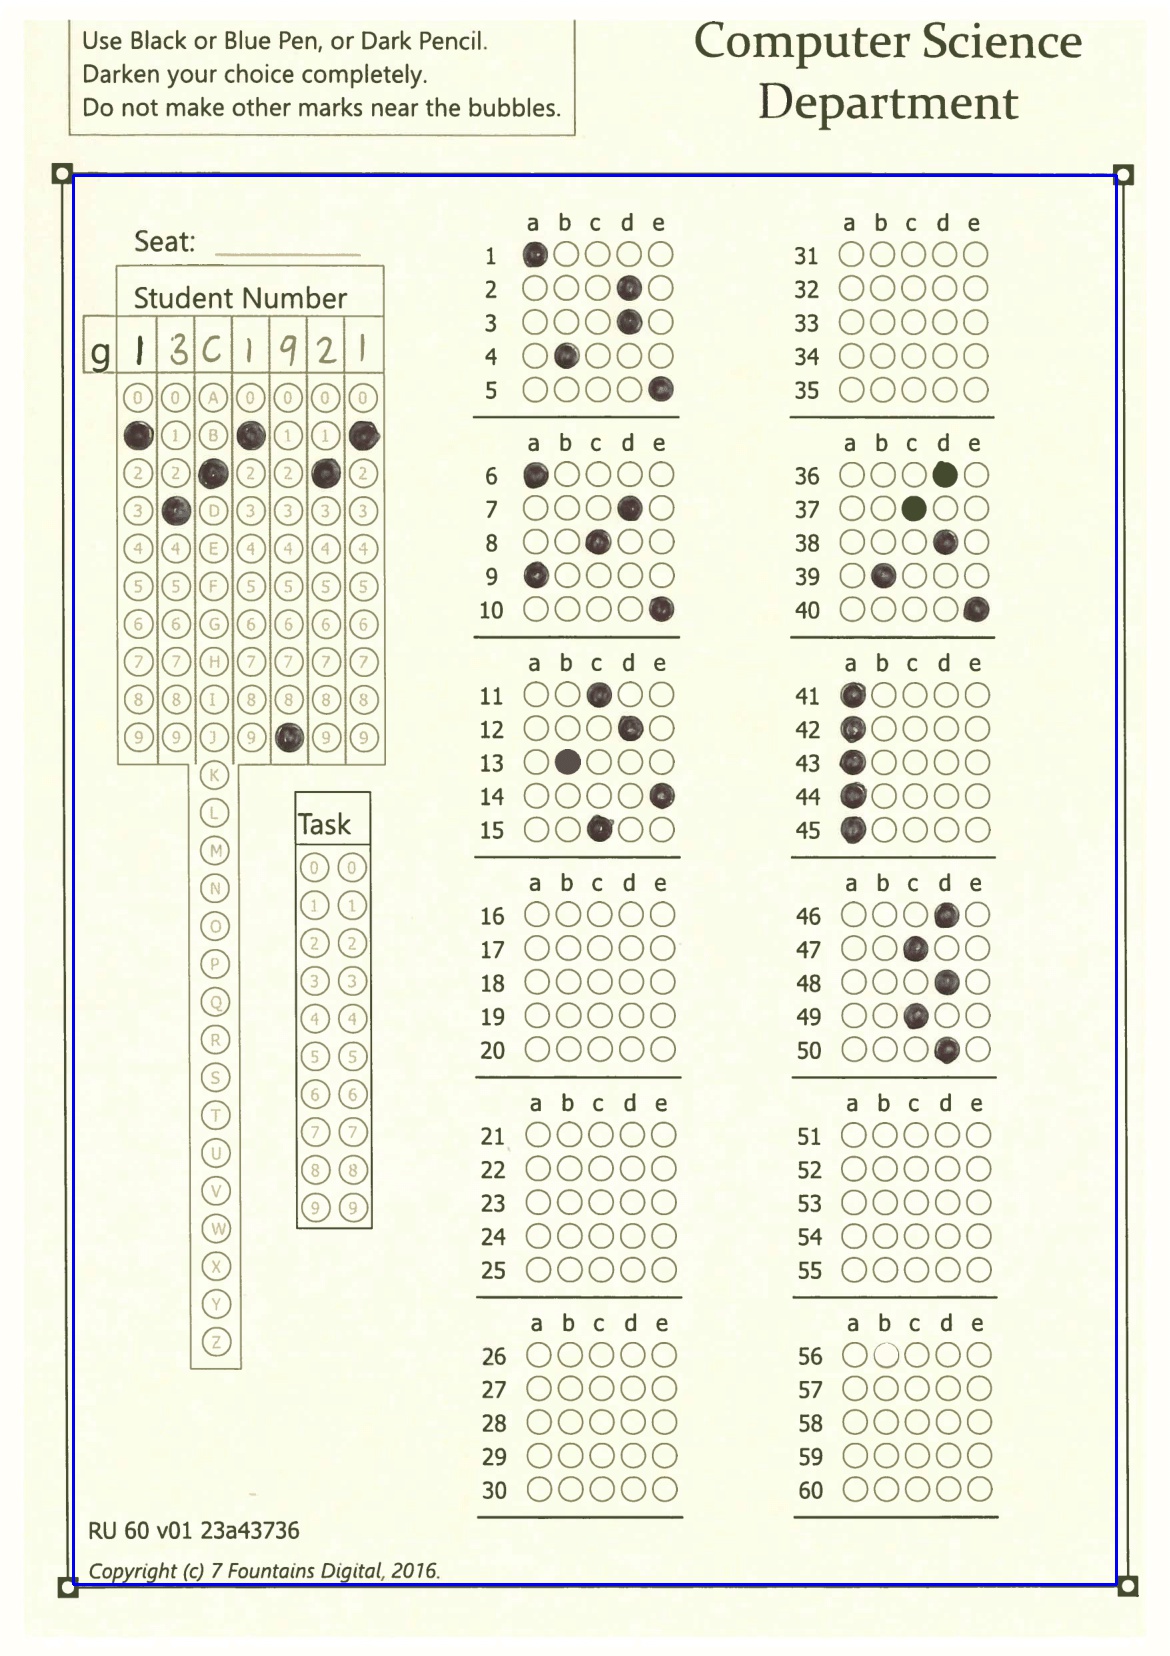 Use Black or Blue Pen, or Dark Pencil.
Darken your choice completely.
Do not make other marks near the bubbles.
Computer Science
Department
Seat:
Student Number
g 1 3 C 1 9 2 1
0 0 A 0 0 0 0
1 B 1 1
2 2 2 2 2
3 D 3 3 3 3
4 4 E 4 4 4 4
5 5 F 5 5 5 5
6 6 G 6 6 6 6
7 7 H 7 7 7 7
8 8 I 8 8 8 8
9 9 J 9 9 9
K
L
M
N
O
P
Q
R
S
T
U
V
W
X
Y
Z
Task
0 0
1 1
2 2
3 3
4 4
5 5
6 6
7 7
8 8
9 9
a b c d e
1
2
3
4
5
a b c d e
6
7
8
9
10
a b c d e
11
12
13
14
15
a b c d e
16
17
18
19
20
a b c d e
21
22
23
24
25
a b c d e
26
27
28
29
30
a b c d e
31
32
33
34
35
a b c d e
36
37
38
39
40
a b c d e
41
42
43
44
45
a b c d e
46
47
48
49
50
a b c d e
51
52
53
54
55
a b c d e
56
57
58
59
60
RU 60 v01 23a43736
Copyright (c) 7 Fountains Digital, 2016.